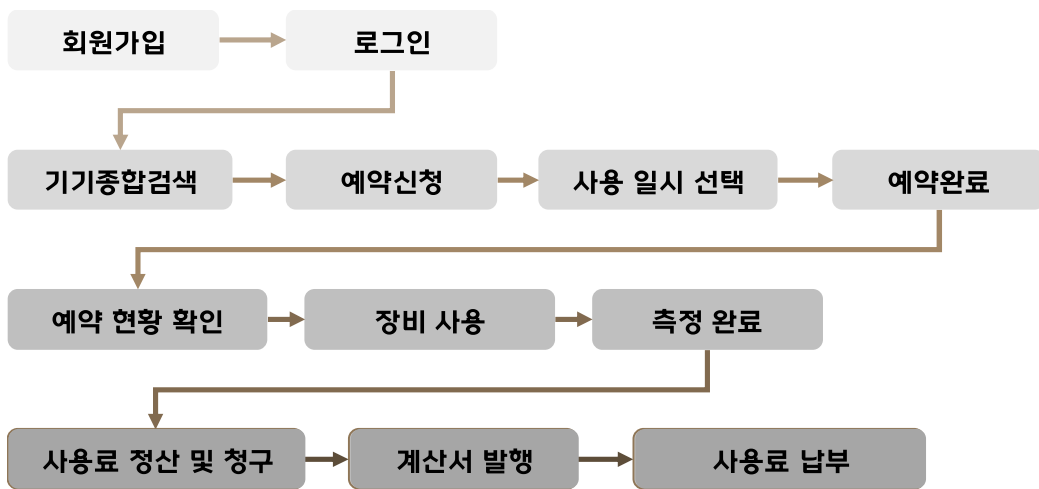 회원가입
로그인
기기종합검색
예약신청
사용 일시 선택
예약완료
예약 현황 확인
장비 사용
측정 완료
사용료 정산 및 청구
계산서 발행
사용료 납부